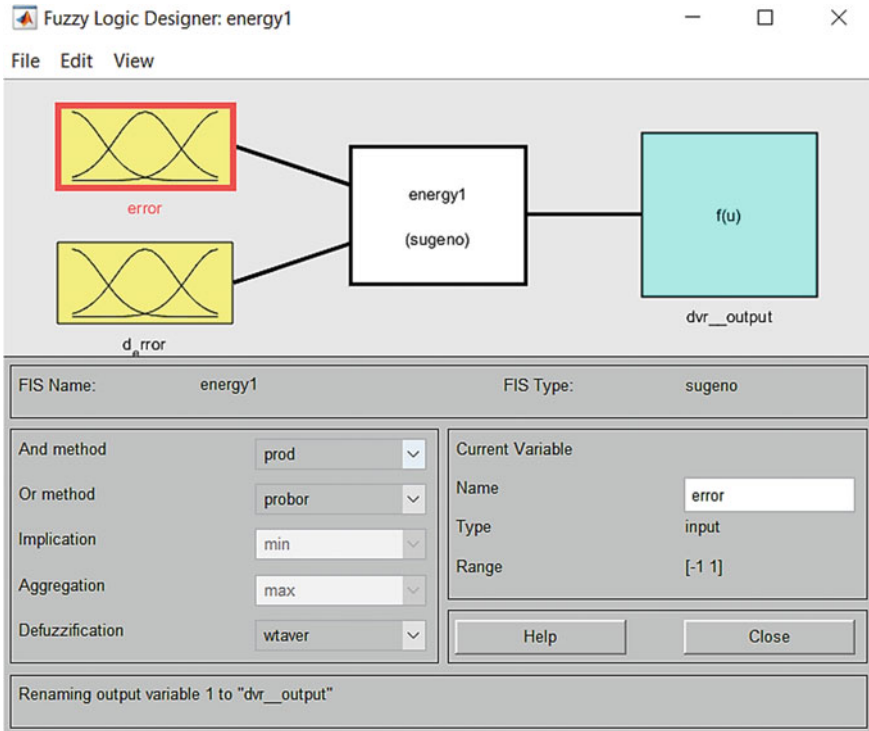 Fuzzy Logic Designer: energy1
File Edit View
error
d_error
energy1
(sugeno)
f(u)
dvr__output
FIS Name: energy1 FIS Type: sugeno
And method prod
Or method probor
Implication min
Aggregation max
Defuzzification wtaver
Current Variable
Name error
Type input
Range [-1 1]
Help Close
Renaming output variable 1 to "dvr__output"